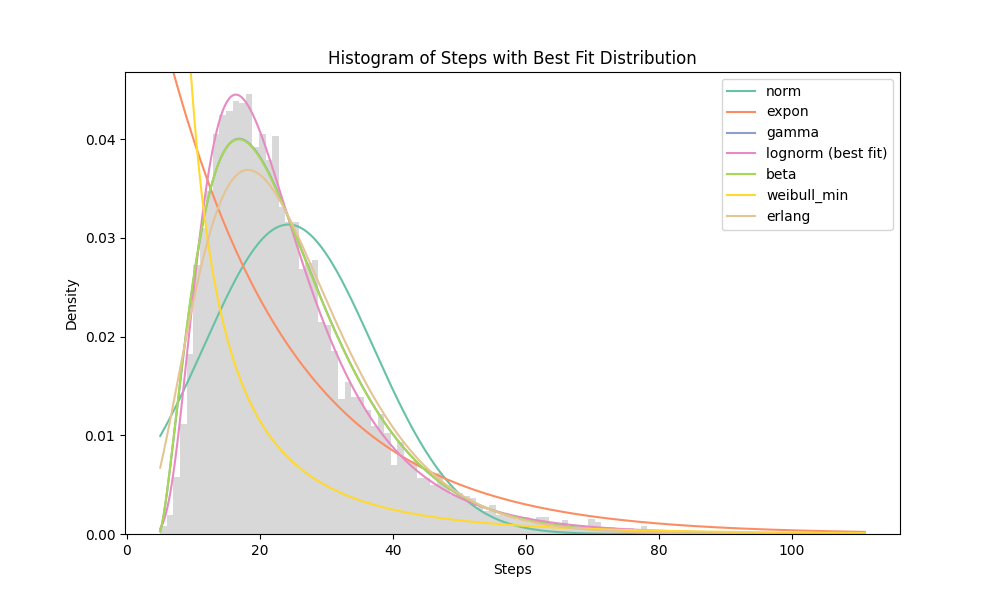 Histogram of Steps with Best Fit Distribution
norm
expon
gamma
lognorm (best fit)
beta
weibull_min
erlang
Density
0.04
0.03
0.02
0.01
0.00
0
20
40
60
80
100
Steps